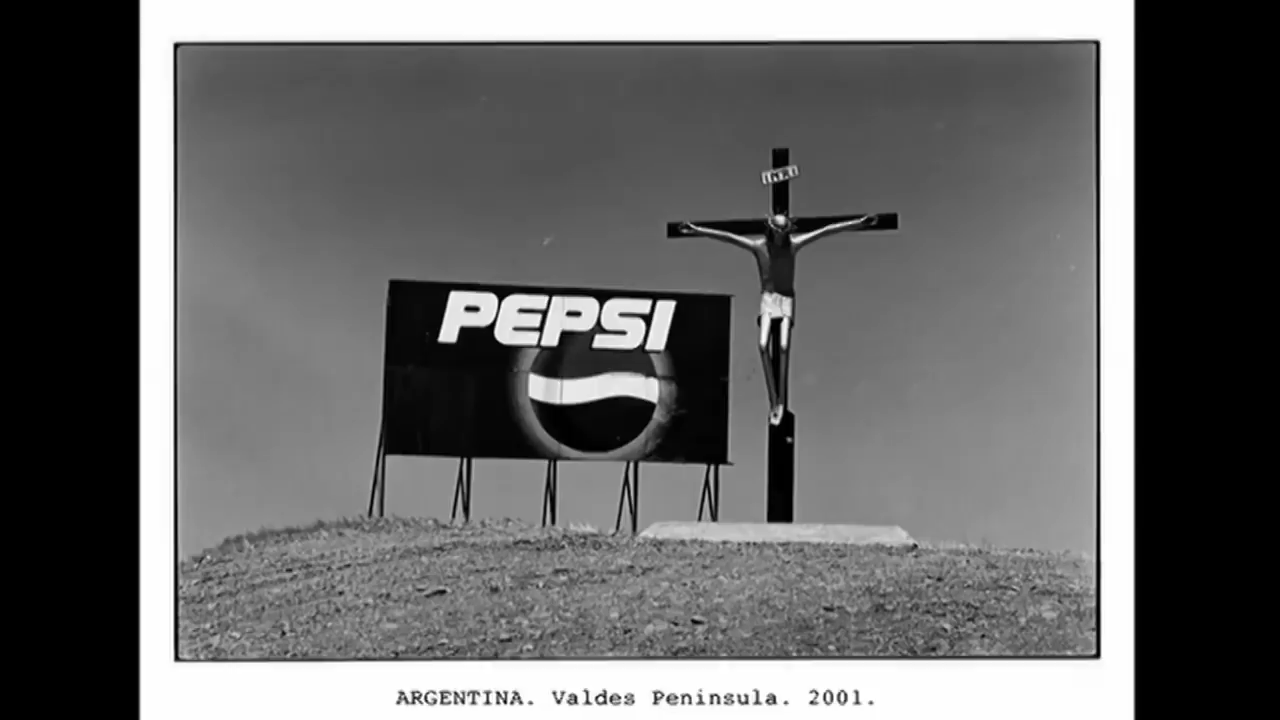 INRI
PEPSI
ARGENTINA. Valdes Peninsula. 2001.